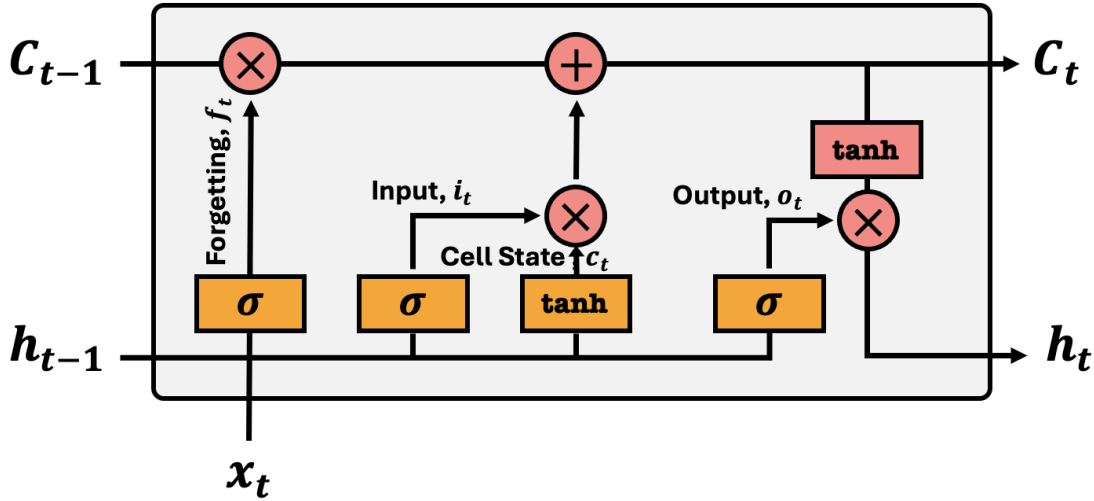 C_{t−1}
×
+
C_t
Forgetting, f_t
tanh
Input, i_t
×
Output, o_t
×
Cell State, c_t
σ
σ
tanh
σ
h_{t−1}
h_t
x_t